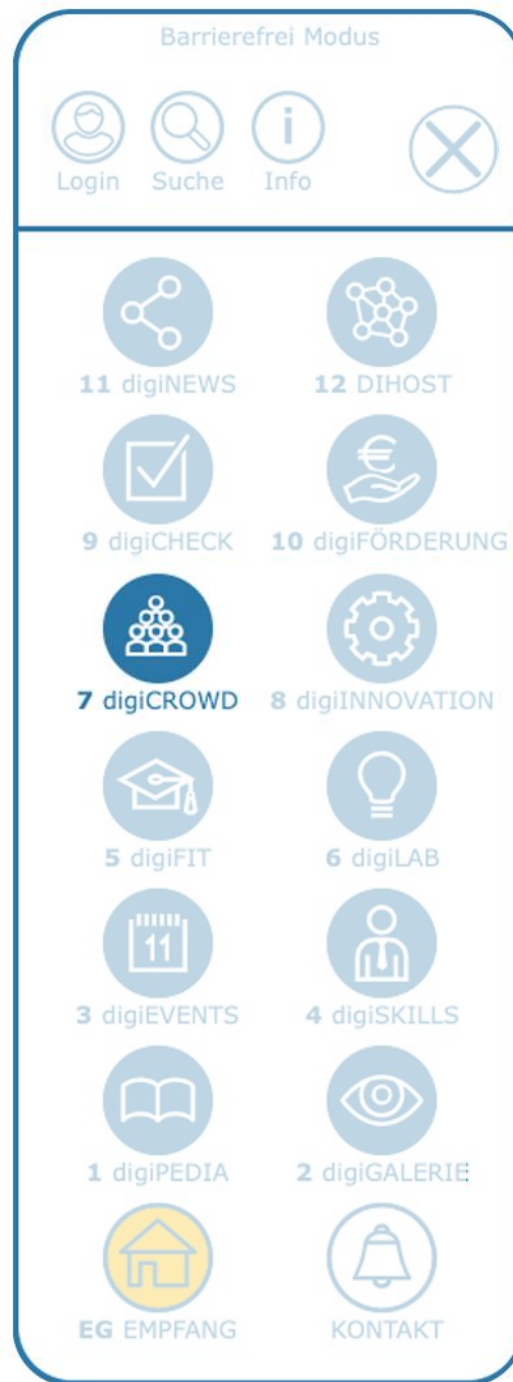 Barrierefrei Modus
Login Suche Info
11 digiNEWS 12 DIHOST
9 digiCHECK 10 digiFÖRDERUNG
7 digiCROWD 8 digiINNOVATION
5 digiFIT 6 digiLAB
11
3 digiEVENTS 4 digiSKILLS
1 digiPEDIA 2 digiGALERIE
EG EMPFANG KONTAKT